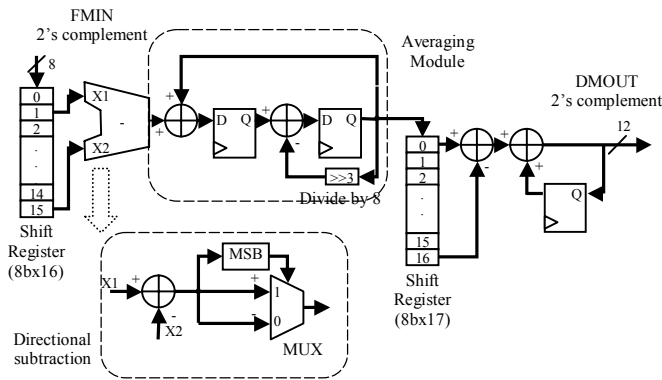 FMIN
2's complement
8
0
1
2
.
.
14
15
Shift
Register
(8bx16)
X1
-
X2
Averaging
Module
+
+
D Q
+
-
D Q
>>3
Divide by 8
0
1
2
.
.
15
16
Shift
Register
(8bx17)
+
-
+
+
Q
DMOUT
2's complement
12
X1
+
-
X2
MSB
+
1
-
0
MUX
Directional
subtraction